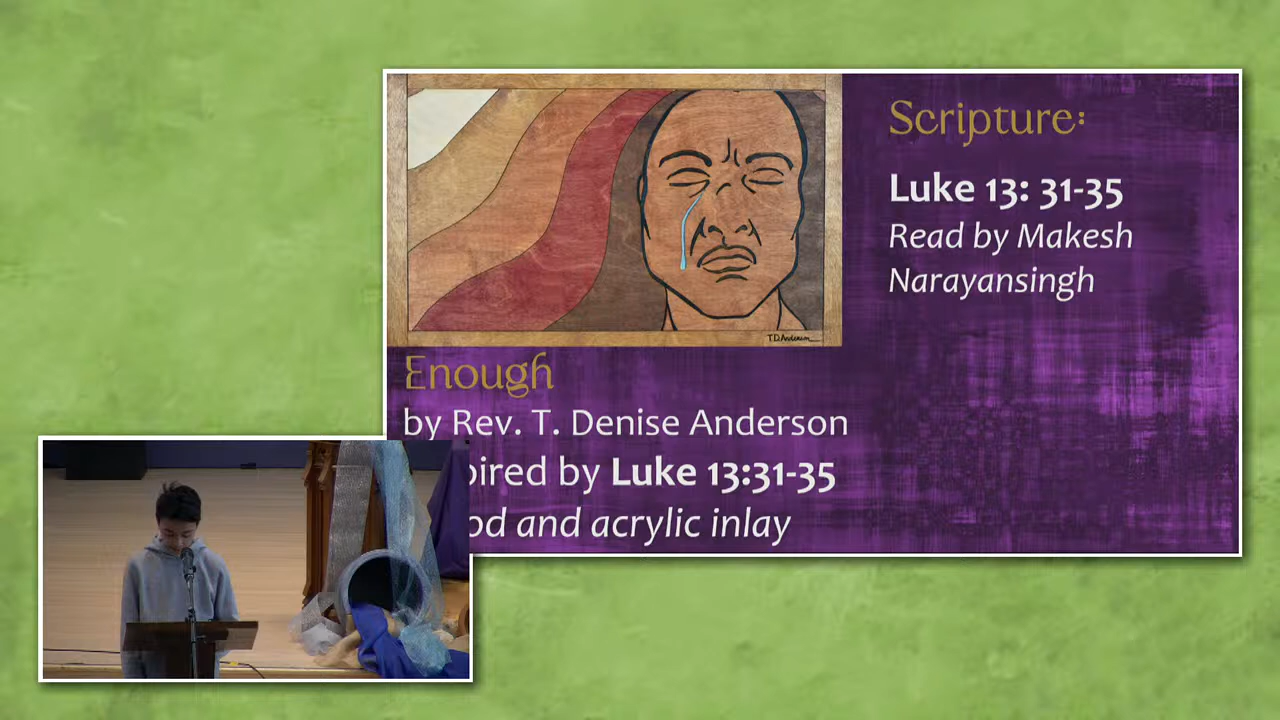 Scripture:
Luke 13: 31-35
Read by Makesh
Narayansingh
T.D. Anderson
Enough
by Rev. T. Denise Anderson
pired by Luke 13:31-35
od and acrylic inlay